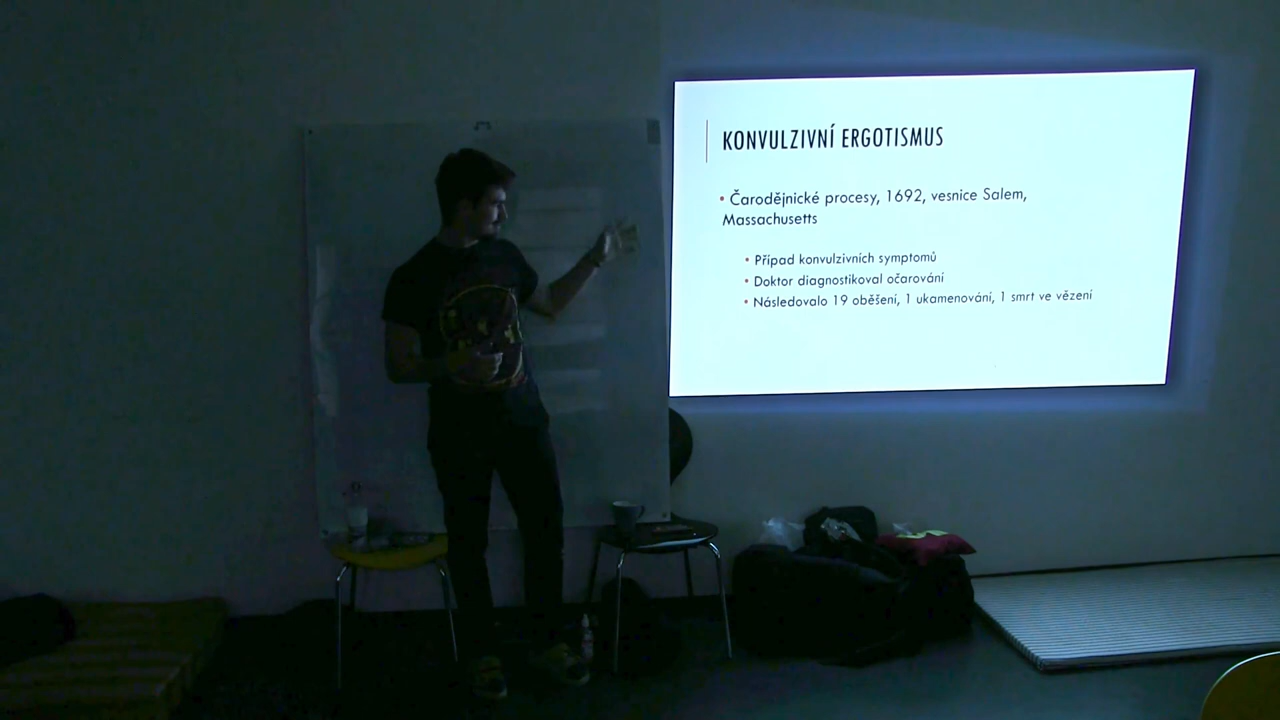 KONVULZIVNÍ ERGOTISMUS
• Čarodějnické procesy, 1692, vesnice Salem,
Massachusetts
• Případ konvulzivních symptomů
• Doktor diagnostikoval očarování
• Následovalo 19 oběšení, 1 ukamenování, 1 smrt ve vězení